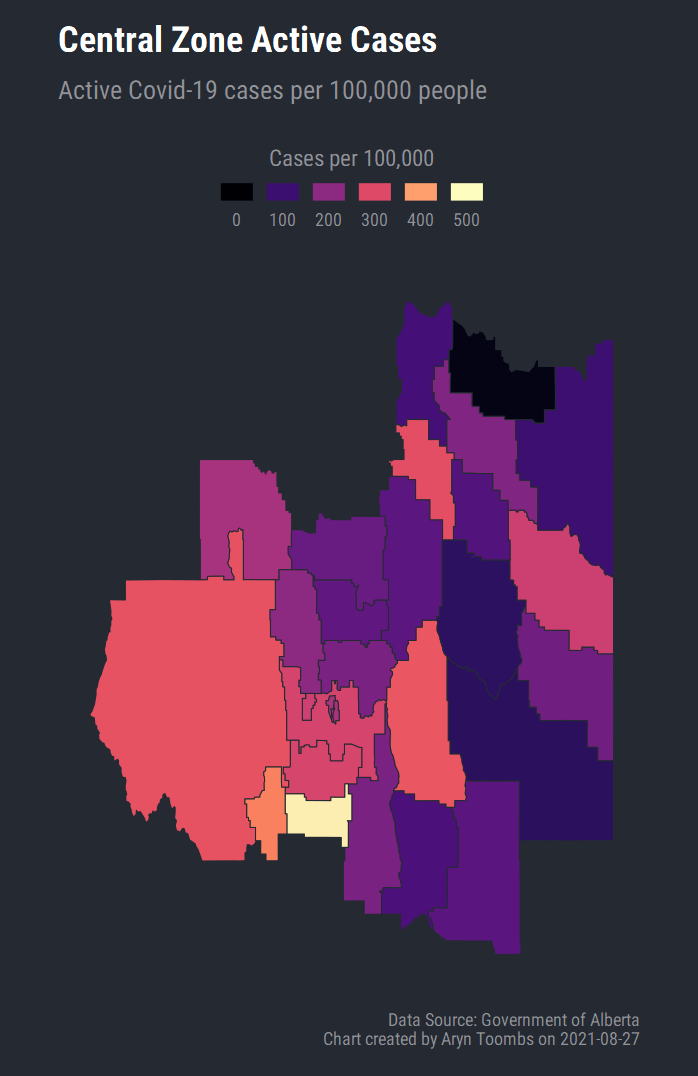 Central Zone Active Cases
Active Covid-19 cases per 100,000 people
Cases per 100,000
0 100 200 300 400 500
Data Source: Government of Alberta
Chart created by Aryn Toombs on 2021-08-27